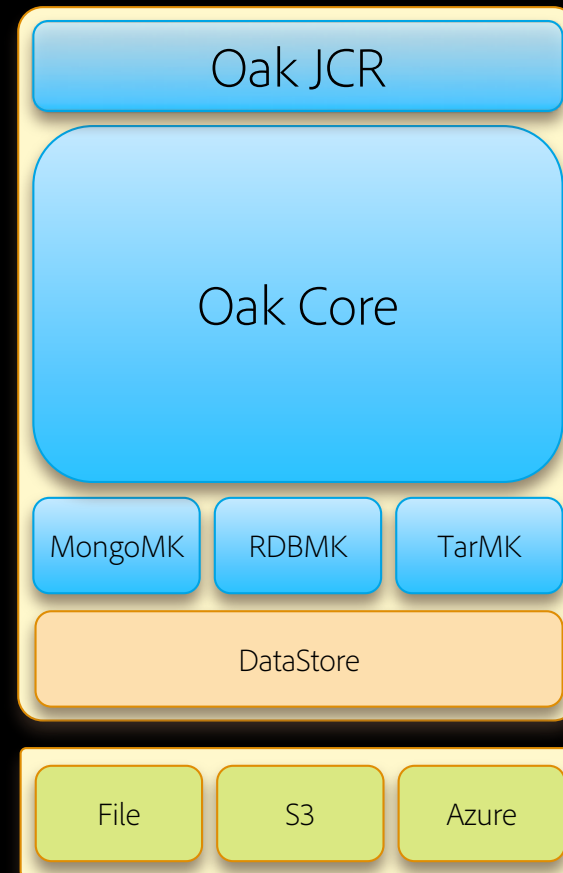 Oak JCR
Oak Core
MongoMK
RDBMK
TarMK
DataStore
File
S3
Azure